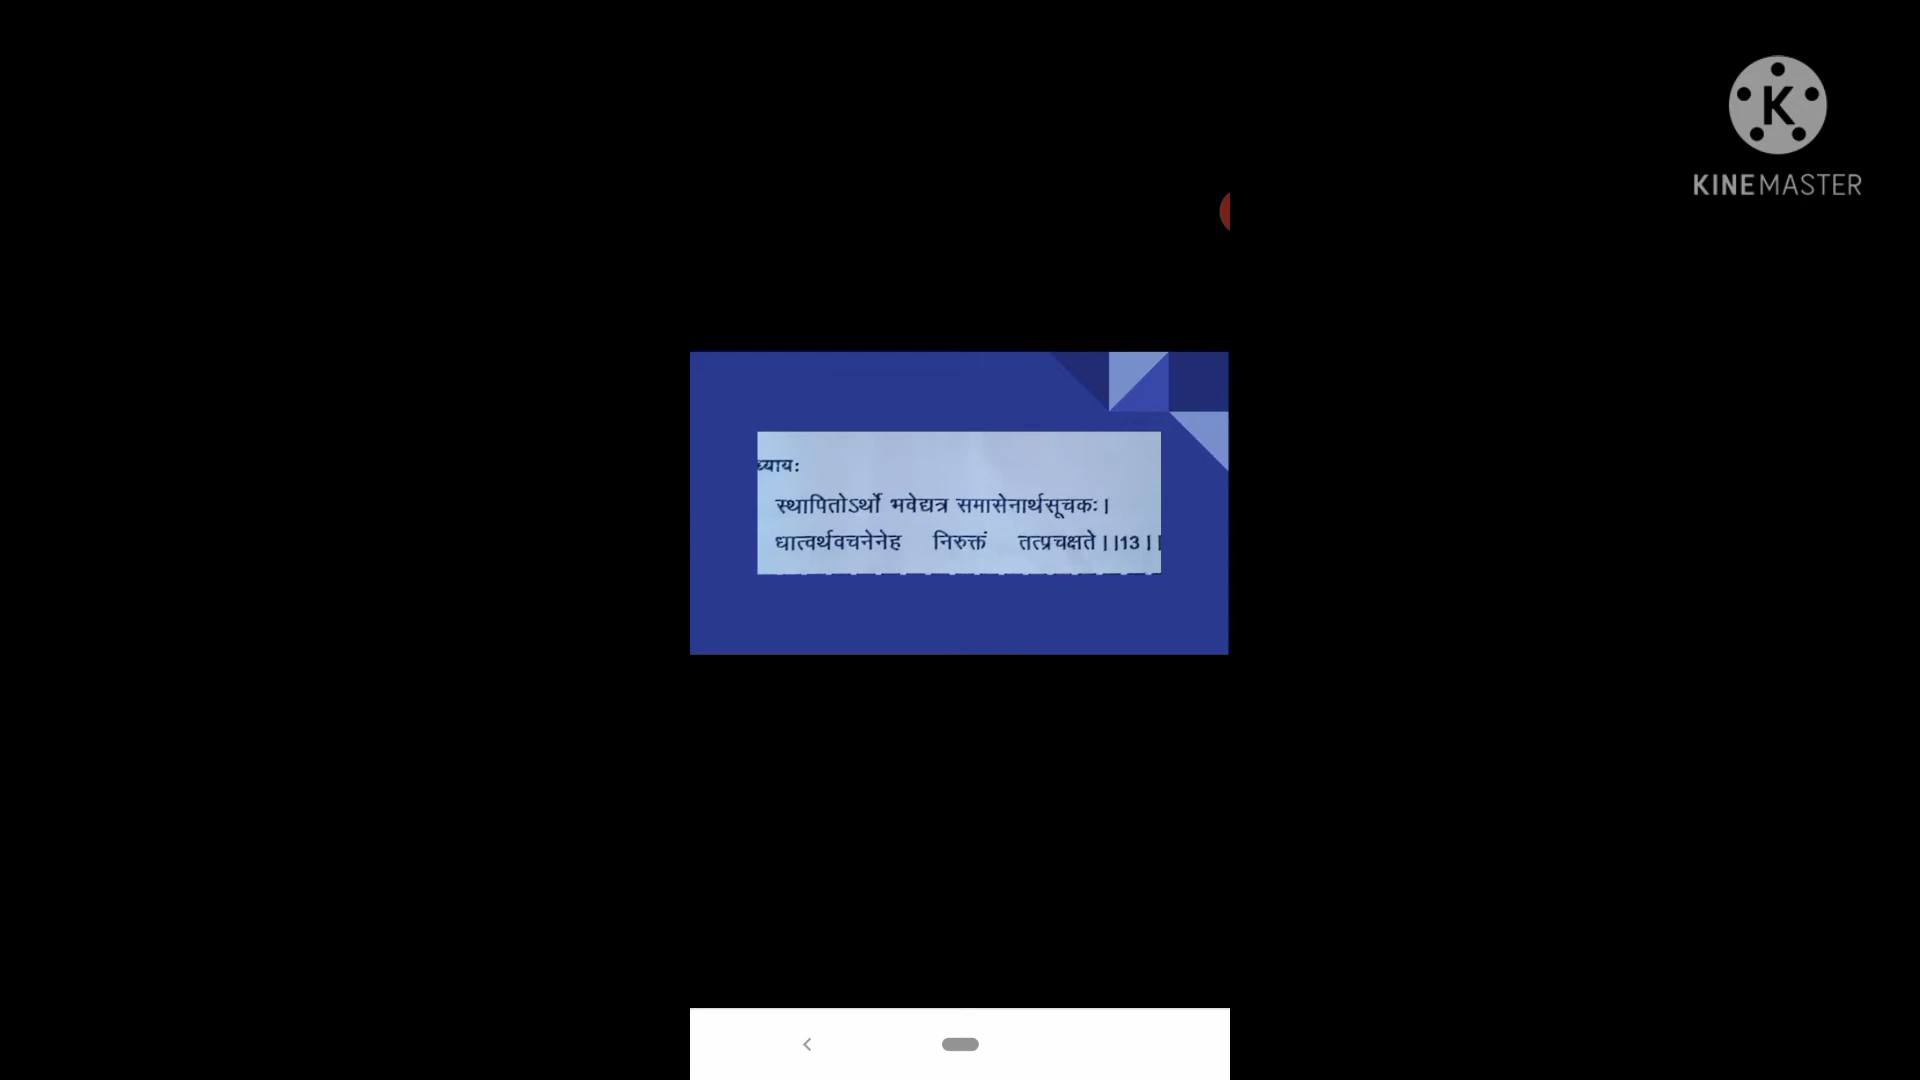 KINEMASTER
ध्यायः
स्थापितोऽर्थो भवेद्यत्र समासेनार्थसूचकः।
धात्वर्थवचनेनेह निरुक्तं तत्प्रचक्षते।।13।।